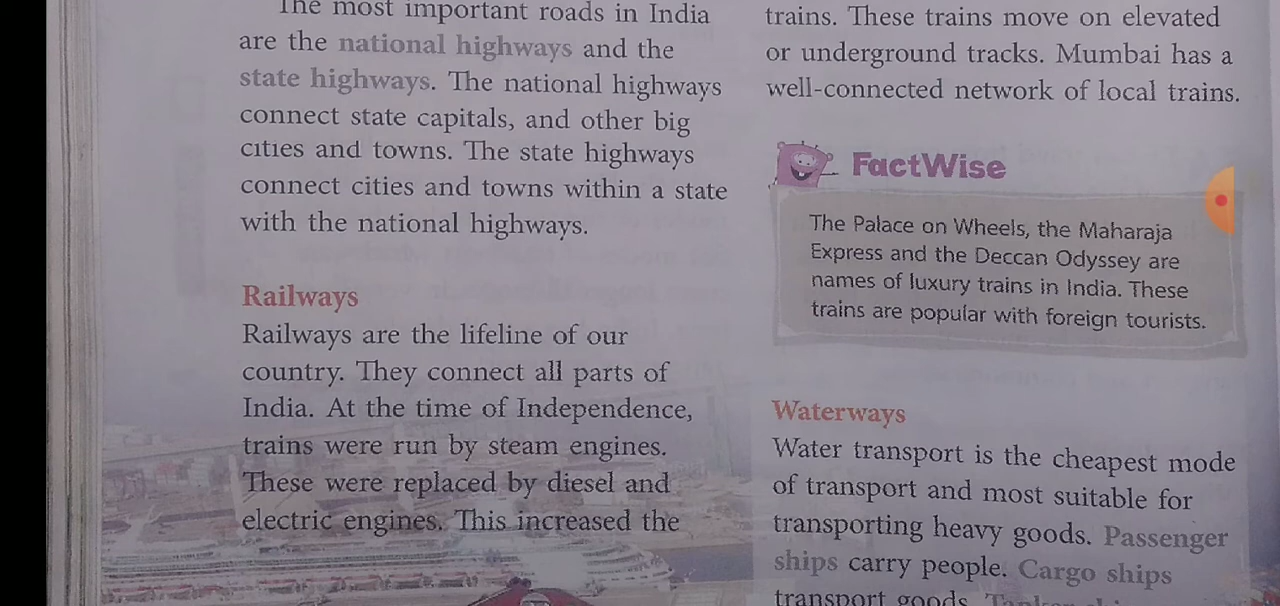 The most important roads in India
are the national highways and the
state highways. The national highways
connect state capitals, and other big
cities and towns. The state highways
connect cities and towns within a state
with the national highways.
Railways
Railways are the lifeline of our
country. They connect all parts of
India. At the time of Independence,
trains were run by steam engines.
These were replaced by diesel and
electric engines. This increased the
trains. These trains move on elevated
or underground tracks. Mumbai has a
well-connected network of local trains.
FactWise
The Palace on Wheels, the Maharaja
Express and the Deccan Odyssey are
names of luxury trains in India. These
trains are popular with foreign tourists.
Waterways
Water transport is the cheapest mode
of transport and most suitable for
transporting heavy goods. Passenger
ships carry people. Cargo ships
transport goods.